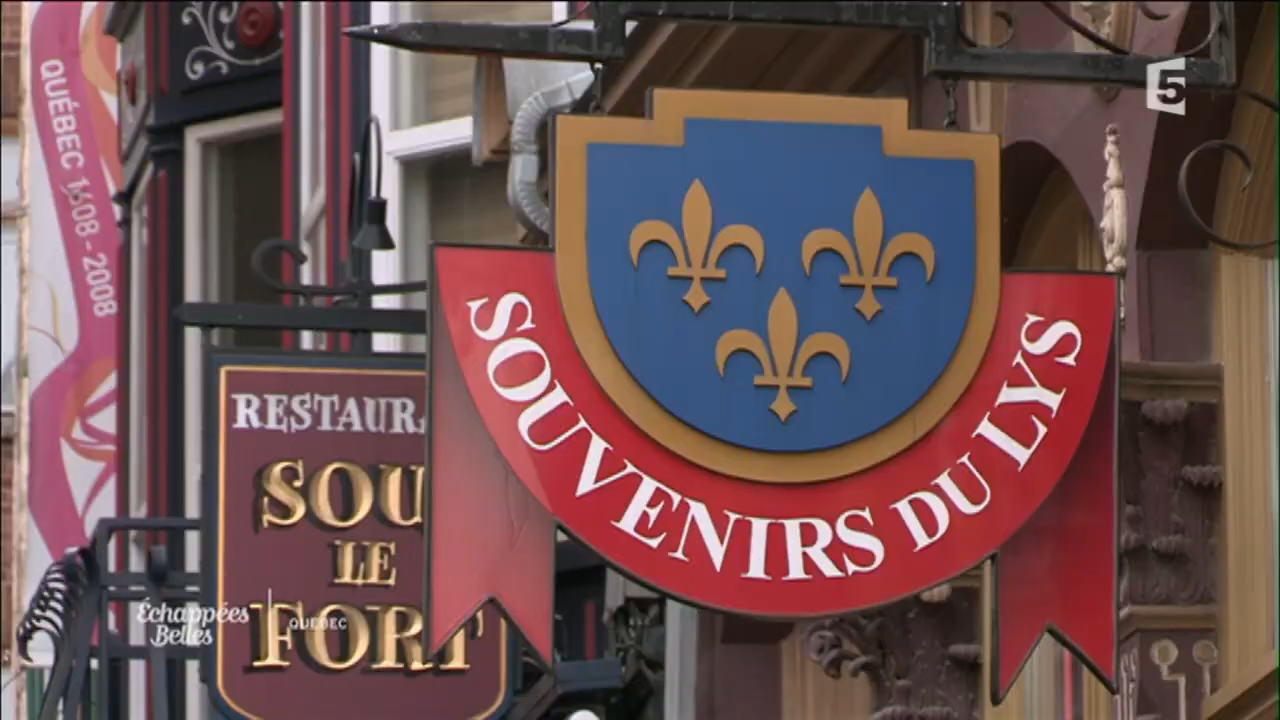 QUÉBEC 1608-2008
5
SOUVENIRS DU LYS
RESTAURA
SOU
LE
FORT
Échappées
Belles
QUÉBEC